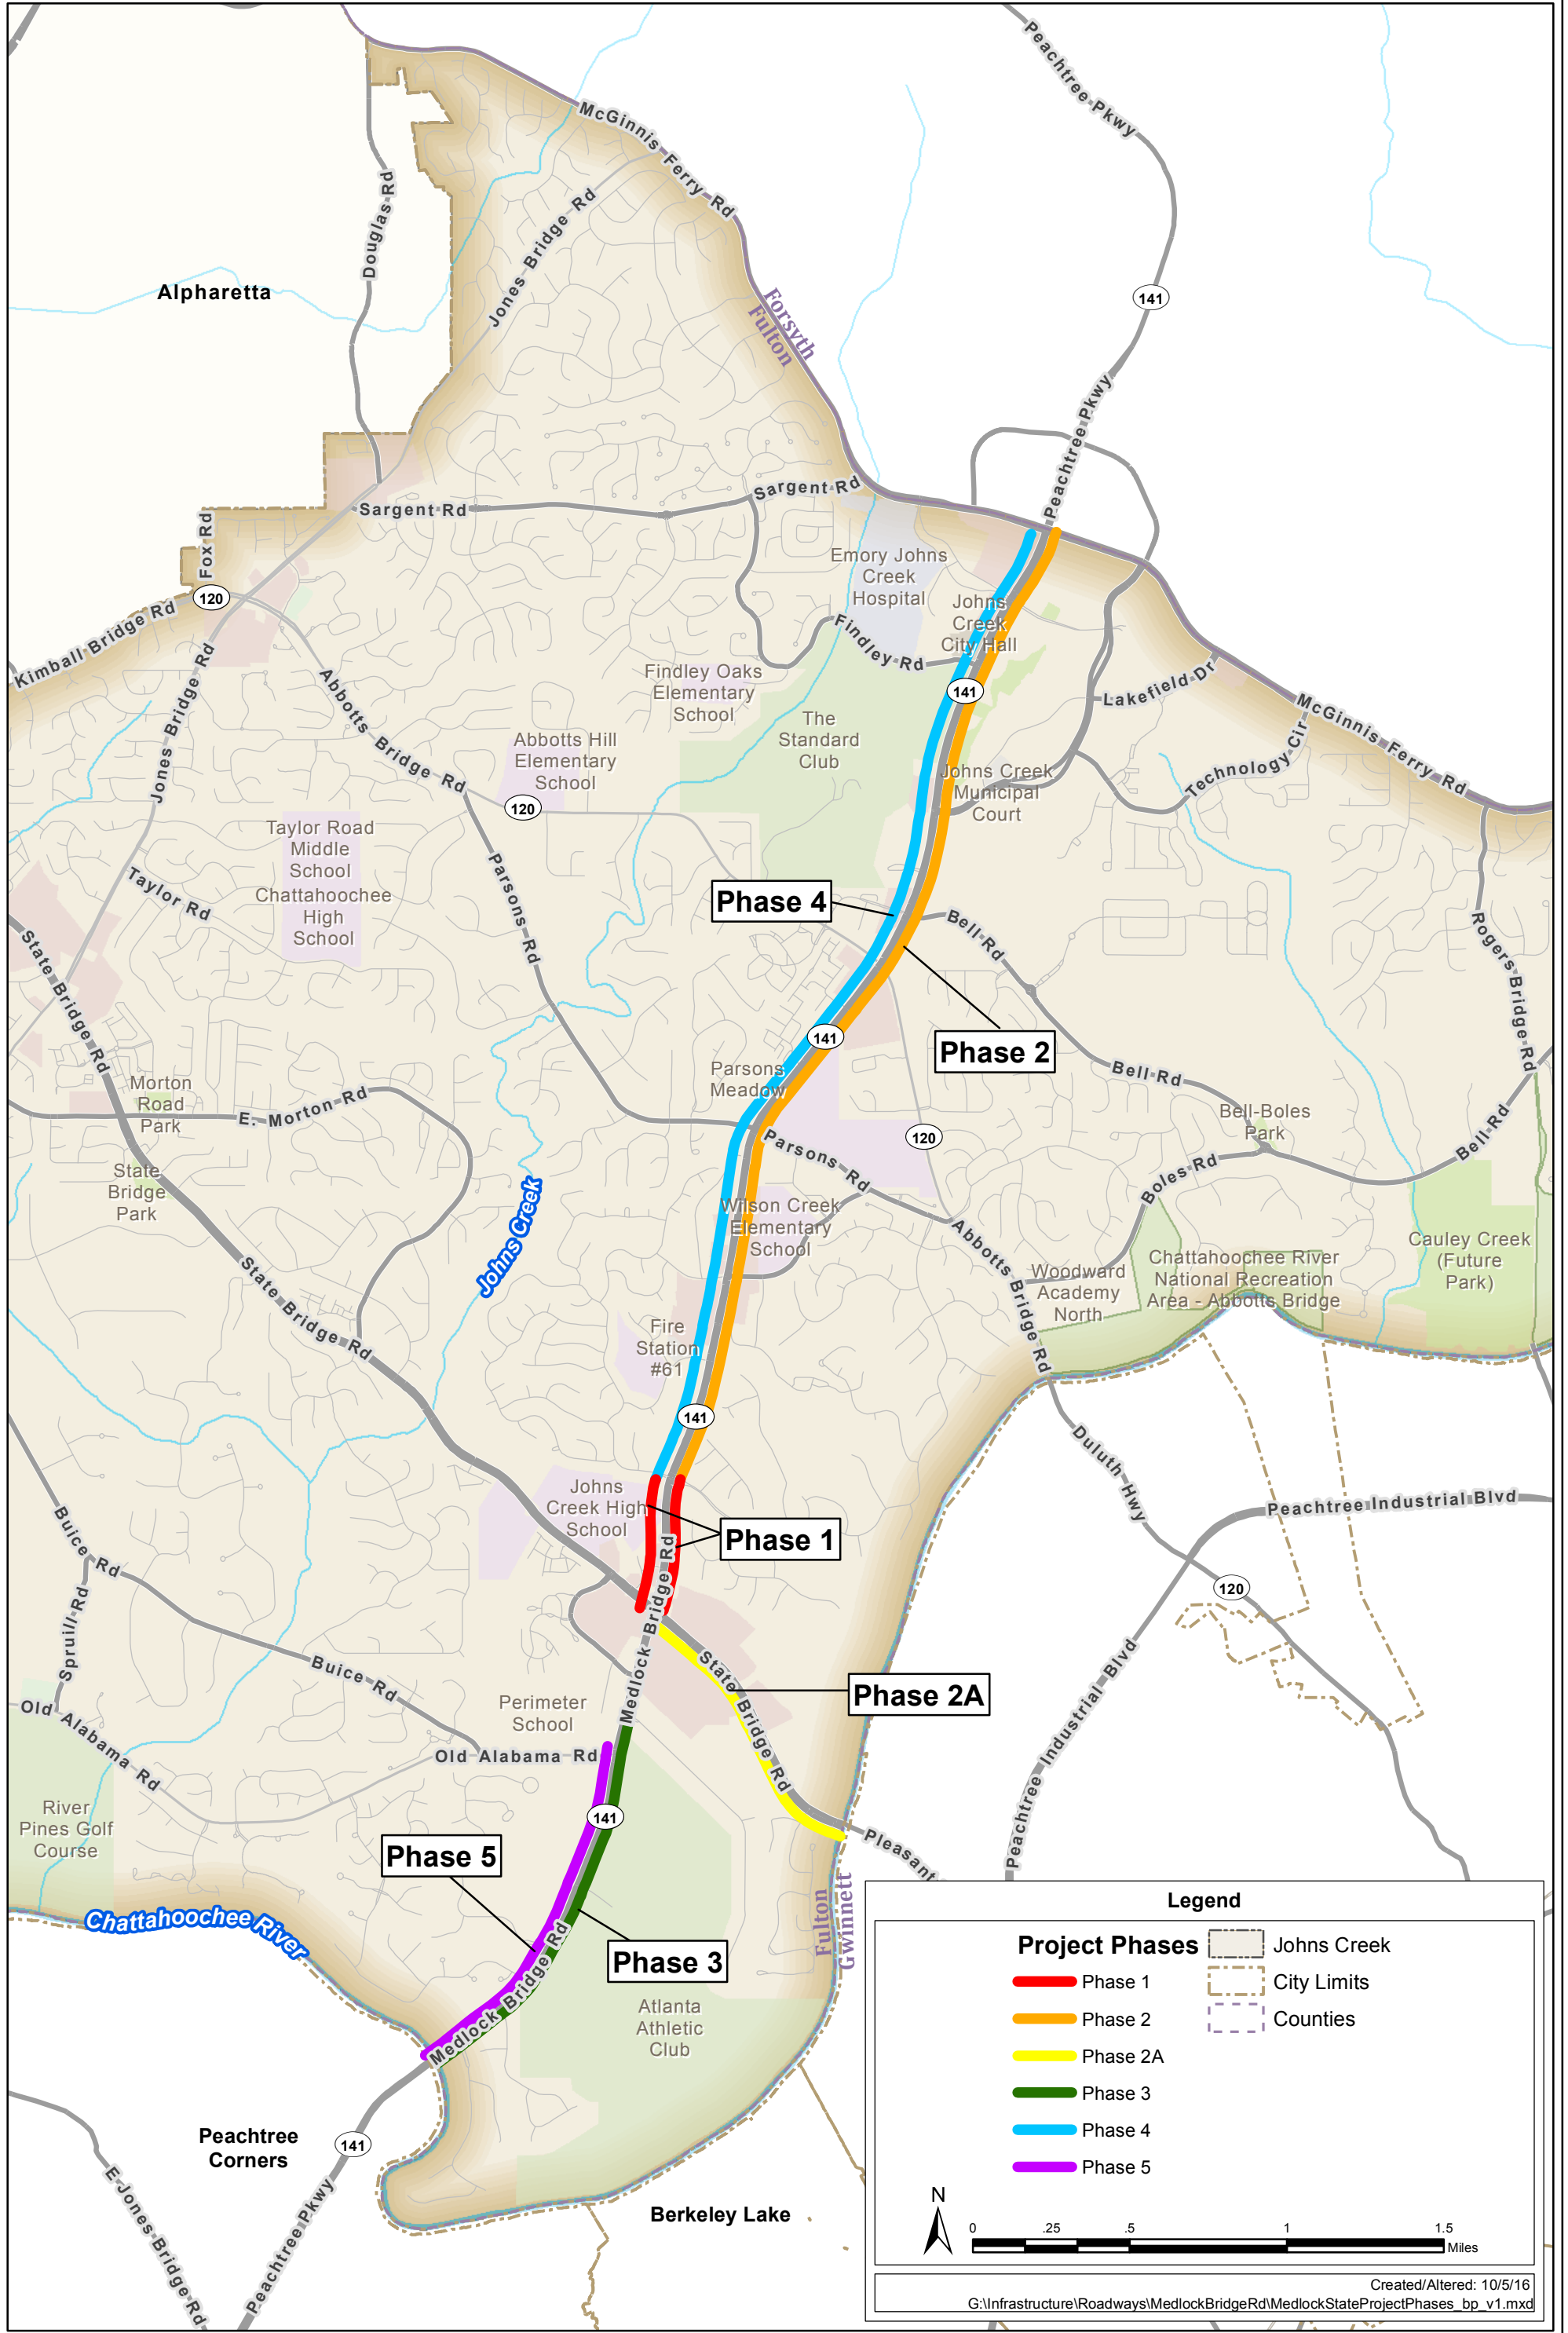 Peachtree Pkwy
McGinnis Ferry Rd
Douglas Rd
Jones Bridge Rd
Alpharetta
Forsyth
Fulton
141
Peachtree Pkwy
Sargent Rd
Sargent Rd
Fox Rd
120
Kimball Bridge Rd
Emory Johns
Creek
Hospital
Johns
Creek
City Hall
Findley Rd
141
Lakefield Dr
McGinnis Ferry Rd
Technology Cir
Jones Bridge Rd
Abbotts Bridge Rd
Findley Oaks
Elementary
School
The
Standard
Club
Abbotts Hill
Elementary
School
120
Johns Creek
Municipal
Court
Taylor Road
Middle
School
Chattahoochee
High
School
Taylor Rd
Parsons Rd
Phase 4
Bell Rd
Rogers Bridge Rd
State Bridge Rd
141
Phase 2
Parsons
Meadow
Bell Rd
Morton
Road
Park
E. Morton Rd
120
Bell-Boles
Park
Bell Rd
Parsons Rd
Boles Rd
State
Bridge
Park
Johns Creek
Wilson Creek
Elementary
School
Abbotts Bridge Rd
Woodward
Academy
North
Chattahoochee River
National Recreation
Area - Abbotts Bridge
Cauley Creek
(Future
Park)
State Bridge Rd
Fire
Station
#61
141
Duluth Hwy
Peachtree Industrial Blvd
Johns
Creek High
School
Phase 1
Buice Rd
Spruill Rd
120
Medlock Bridge Rd
State Bridge Rd
Phase 2A
Buice Rd
Perimeter
School
Old Alabama Rd
Old Alabama Rd
Peachtree Industrial Blvd
River
Pines Golf
Course
141
Pleasant
Phase 5
Chattahoochee River
Fulton
Gwinnett
Phase 3
Medlock Bridge Rd
Atlanta
Athletic
Club
Peachtree
Corners
141
E Jones Bridge Rd
Peachtree Pkwy
Berkeley Lake
Legend
Project Phases
Phase 1
Phase 2
Phase 2A
Phase 3
Phase 4
Phase 5
Johns Creek
City Limits
Counties
N
0 .25 .5 1 1.5
Miles
Created/Altered: 10/5/16
G:\Infrastructure\Roadways\MedlockBridgeRd\MedlockStateProjectPhases_bp_v1.mxd